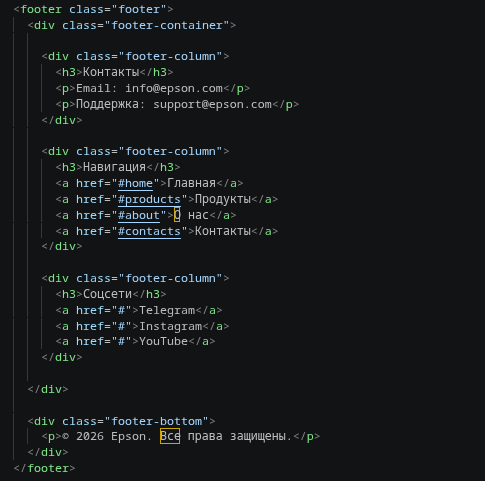 <footer class="footer">
<div class="footer-container">
<div class="footer-column">
<h3>Контакты</h3>
<p>Email: info@epson.com</p>
<p>Поддержка: support@epson.com</p>
</div>
<div class="footer-column">
<h3>Навигация</h3>
<a href="#home">Главная</a>
<a href="#products">Продукты</a>
<a href="#about">О нас</a>
<a href="#contacts">Контакты</a>
</div>
<div class="footer-column">
<h3>Соцсети</h3>
<a href="#">Telegram</a>
<a href="#">Instagram</a>
<a href="#">YouTube</a>
</div>
</div>
<div class="footer-bottom">
<p>© 2026 Epson. Все права защищены.</p>
</div>
</footer>